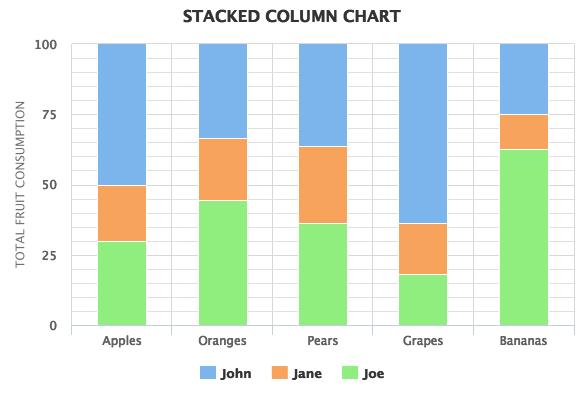 STACKED COLUMN CHART
TOTAL FRUIT CONSUMPTION
100
75
50
25
0
Apples Oranges Pears Grapes Bananas
John Jane Joe